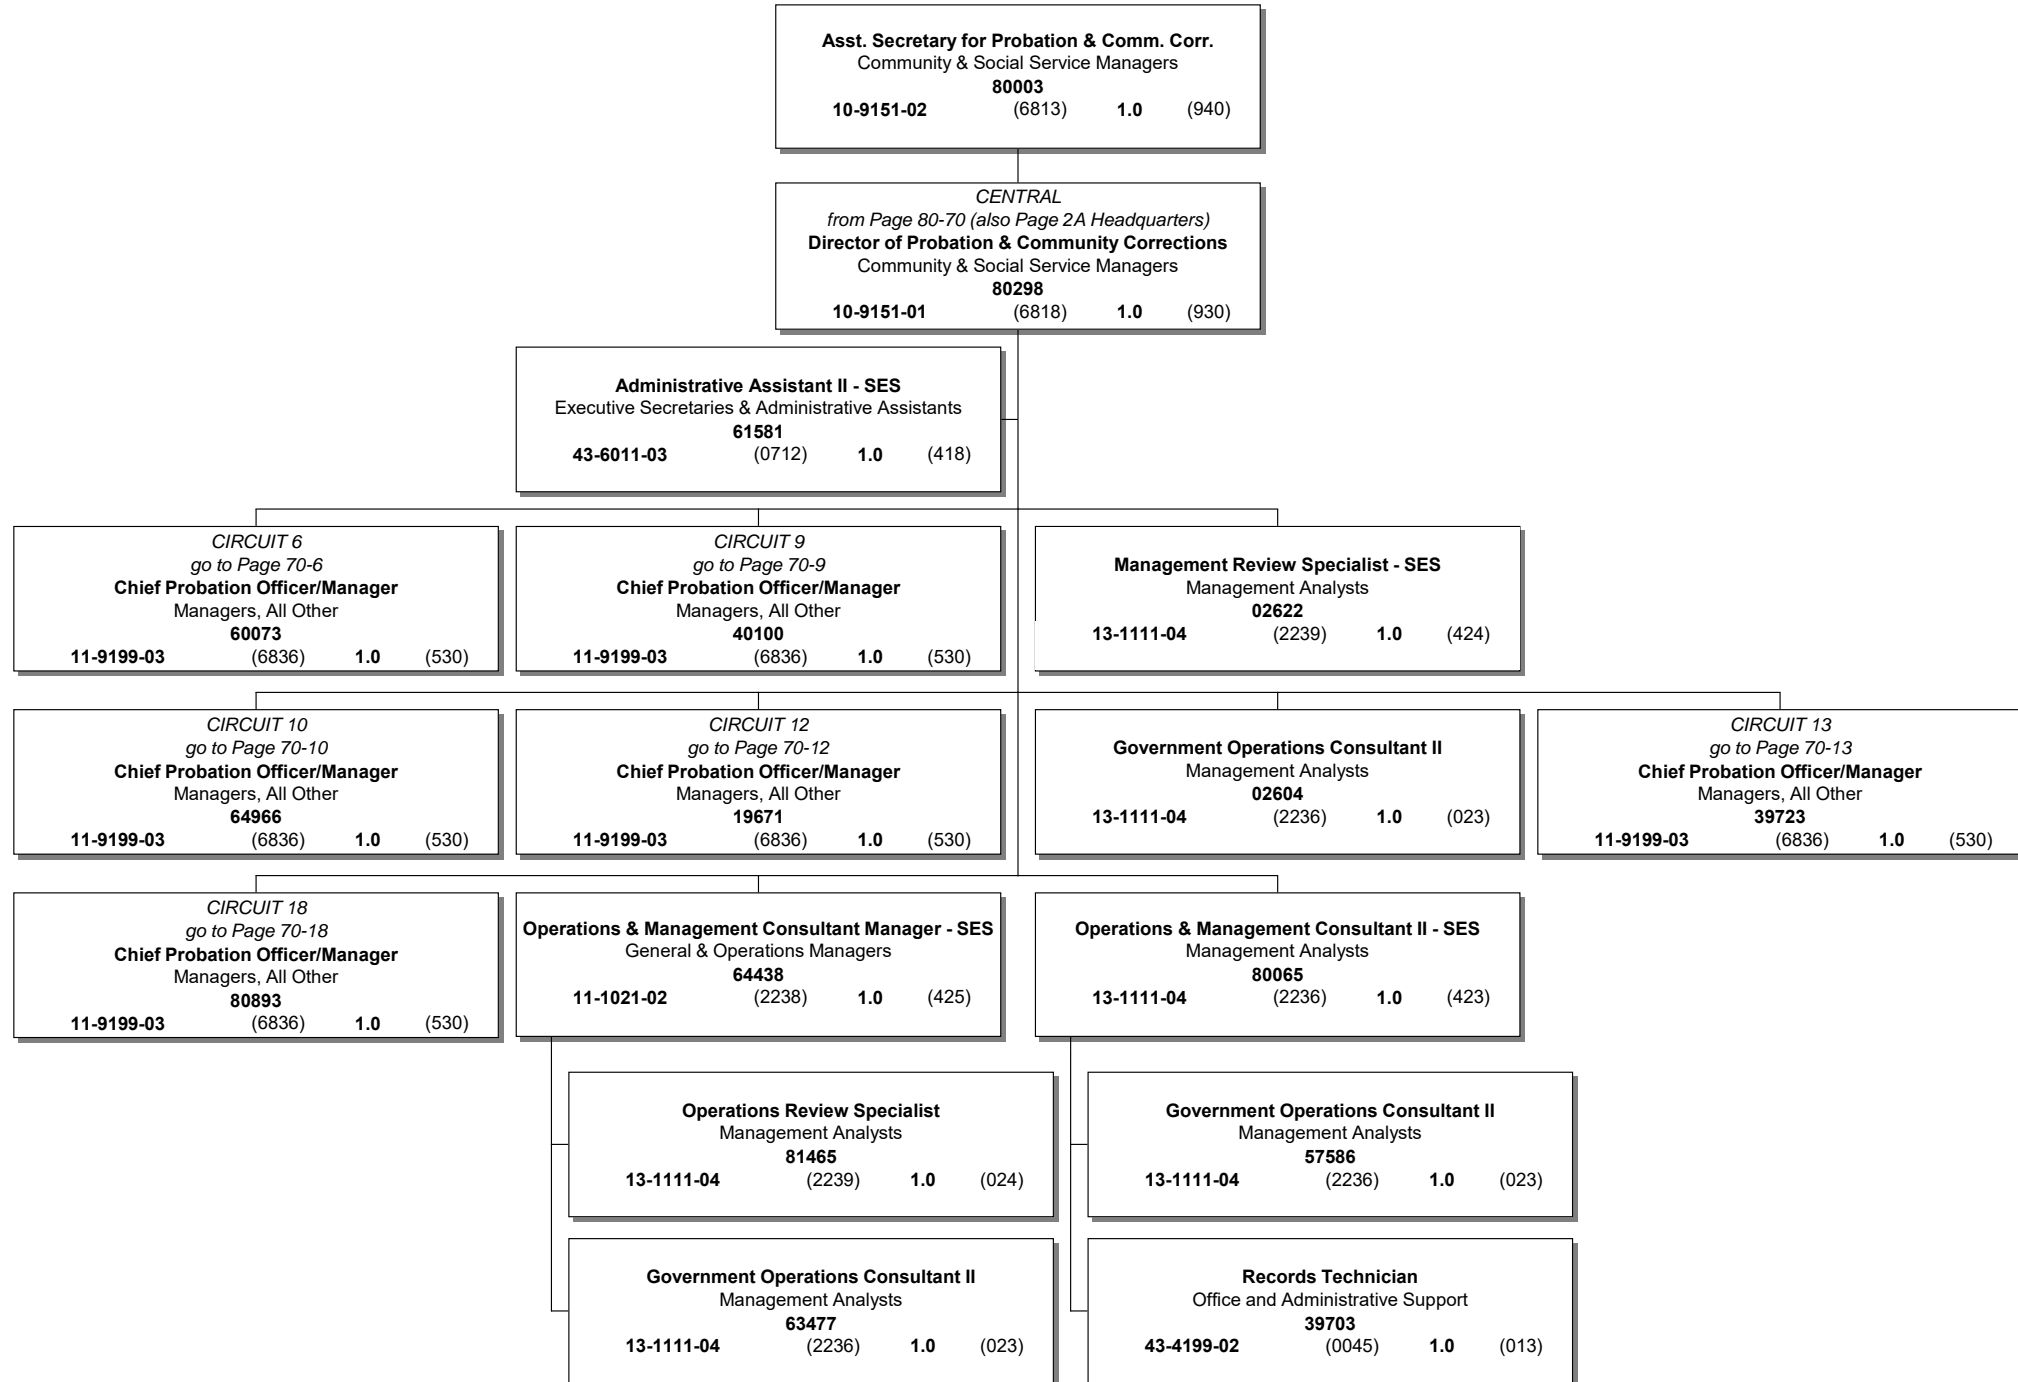 Asst. Secretary for Probation & Comm. Corr.
Community & Social Service Managers
80003
10-9151-02 (6813) 1.0 (940)
CENTRAL
from Page 80-70 (also Page 2A Headquarters)
Director of Probation & Community Corrections
Community & Social Service Managers
80298
10-9151-01 (6818) 1.0 (930)
Administrative Assistant II - SES
Executive Secretaries & Administrative Assistants
61581
43-6011-03 (0712) 1.0 (418)
CIRCUIT 6
go to Page 70-6
Chief Probation Officer/Manager
Managers, All Other
60073
11-9199-03 (6836) 1.0 (530)
CIRCUIT 9
go to Page 70-9
Chief Probation Officer/Manager
Managers, All Other
40100
11-9199-03 (6836) 1.0 (530)
Management Review Specialist - SES
Management Analysts
02622
13-1111-04 (2239) 1.0 (424)
CIRCUIT 10
go to Page 70-10
Chief Probation Officer/Manager
Managers, All Other
64966
11-9199-03 (6836) 1.0 (530)
CIRCUIT 12
go to Page 70-12
Chief Probation Officer/Manager
Managers, All Other
19671
11-9199-03 (6836) 1.0 (530)
Government Operations Consultant II
Management Analysts
02604
13-1111-04 (2236) 1.0 (023)
CIRCUIT 13
go to Page 70-13
Chief Probation Officer/Manager
Managers, All Other
39723
11-9199-03 (6836) 1.0 (530)
CIRCUIT 18
go to Page 70-18
Chief Probation Officer/Manager
Managers, All Other
80893
11-9199-03 (6836) 1.0 (530)
Operations & Management Consultant Manager - SES
General & Operations Managers
64438
11-1021-02 (2238) 1.0 (425)
Operations & Management Consultant II - SES
Management Analysts
80065
13-1111-04 (2236) 1.0 (423)
Operations Review Specialist
Management Analysts
81465
13-1111-04 (2239) 1.0 (024)
Government Operations Consultant II
Management Analysts
57586
13-1111-04 (2236) 1.0 (023)
Government Operations Consultant II
Management Analysts
63477
13-1111-04 (2236) 1.0 (023)
Records Technician
Office and Administrative Support
39703
43-4199-02 (0045) 1.0 (013)